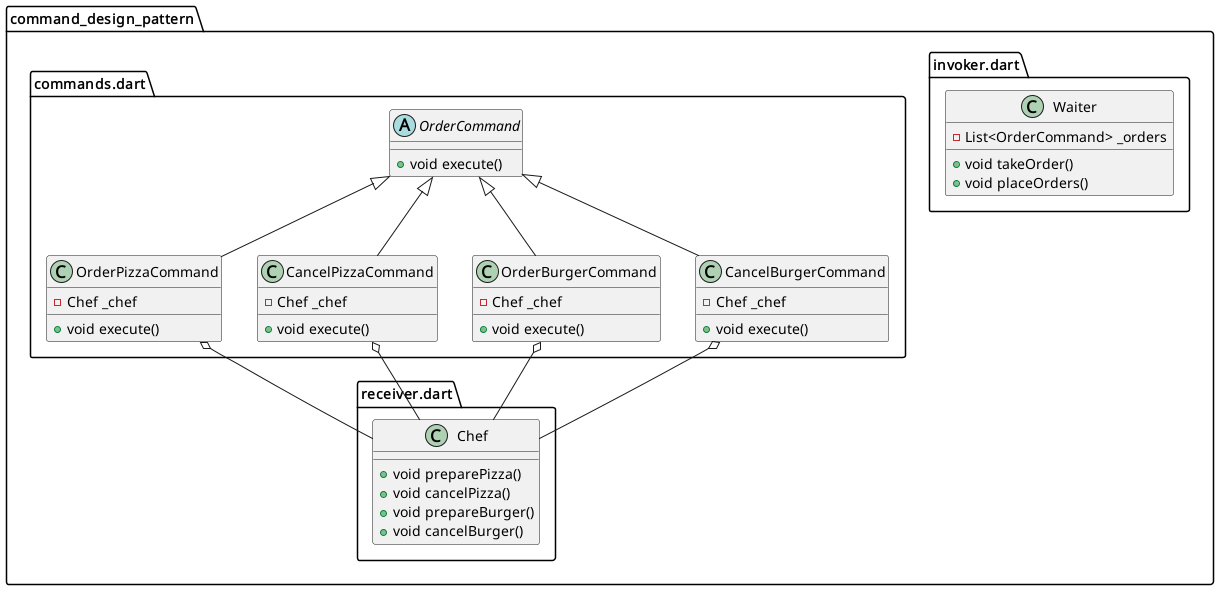 command_design_pattern
commands.dart
A OrderCommand
void execute()
C OrderPizzaCommand
Chef _chef
void execute()
C CancelPizzaCommand
Chef _chef
void execute()
C OrderBurgerCommand
Chef _chef
void execute()
C CancelBurgerCommand
Chef _chef
void execute()
receiver.dart
C Chef
void preparePizza()
void cancelPizza()
void prepareBurger()
void cancelBurger()
invoker.dart
C Waiter
List<OrderCommand> _orders
void takeOrder()
void placeOrders()